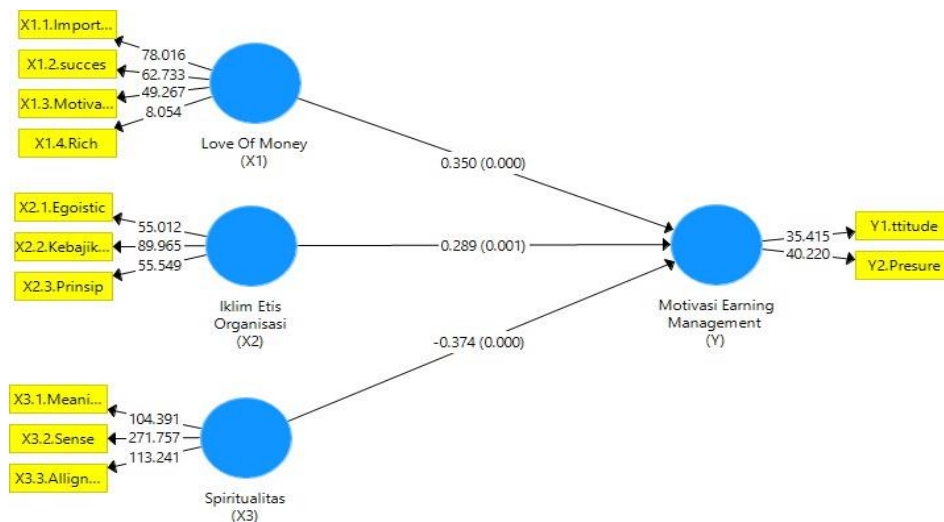 X1.1.Import...
78.016
X1.2.succes
62.733
X1.3.Motiva...
49.267
X1.4.Rich
8.054
Love Of Money
(X1)
0.350 (0.000)
X2.1.Egoistic
55.012
X2.2.Kebajik...
89.965
X2.3.Prinsip
55.549
Iklim Etis
Organisasi
(X2)
0.289 (0.001)
35.415
Y1.ttitude
40.220
Y2.Presure
Motivasi Earning
Management
(Y)
-0.374 (0.000)
X3.1.Meani...
104.391
X3.2.Sense
271.757
X3.3.Allign...
113.241
Spiritualitas
(X3)